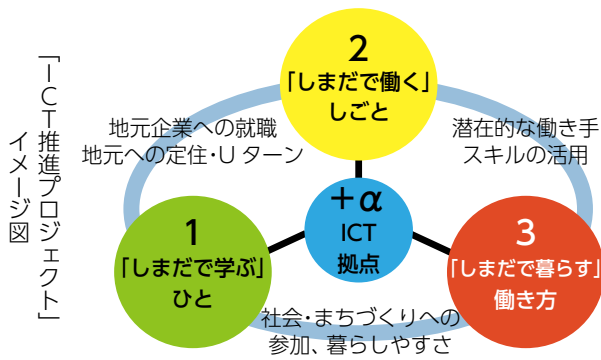 「ICT推進プロジェクト」
イメージ図
2
「しまだで働く」
しごと
地元企業への就職
地元への定住・Uターン
潜在的な働き手
スキルの活用
+α
ICT
拠点
1
「しまだで学ぶ」
ひと
3
「しまだで暮らす」
働き方
社会・まちづくりへの
参加、暮らしやすさ